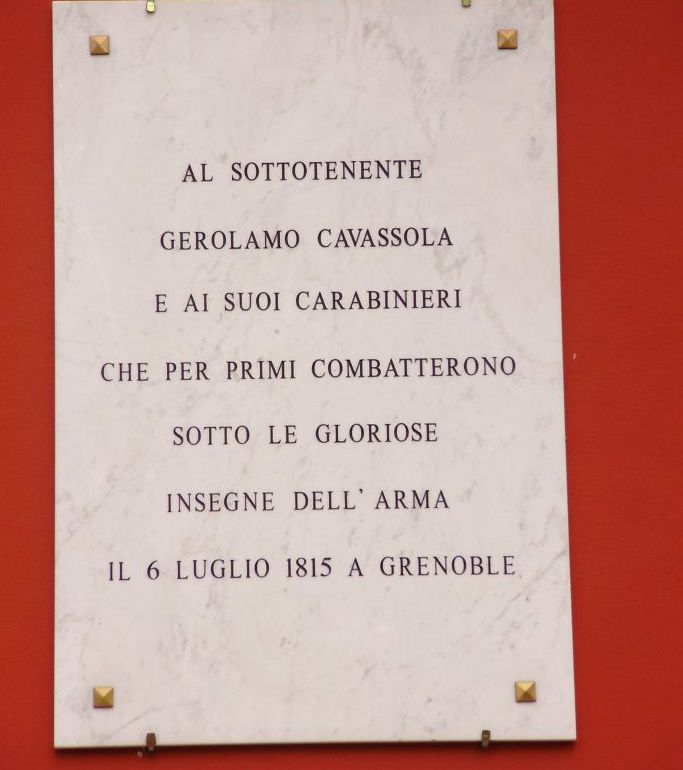 AL SOTTOTENENTE
GEROLAMO CAVASSOLA
E AI SUOI CARABINIERI
CHE PER PRIMI COMBATTERONO
SOTTO LE GLORIOSE
INSEGNE DELL' ARMA
IL 6 LUGLIO 1815 A GRENOBLE